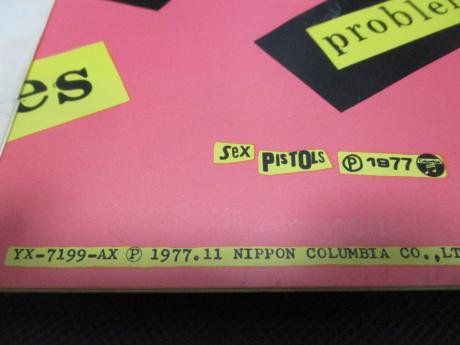 problem
es
Sex PISTOLS Ⓟ 1977
YX-7199-AX Ⓟ 1977.11 NIPPON COLUMBIA CO.,LT